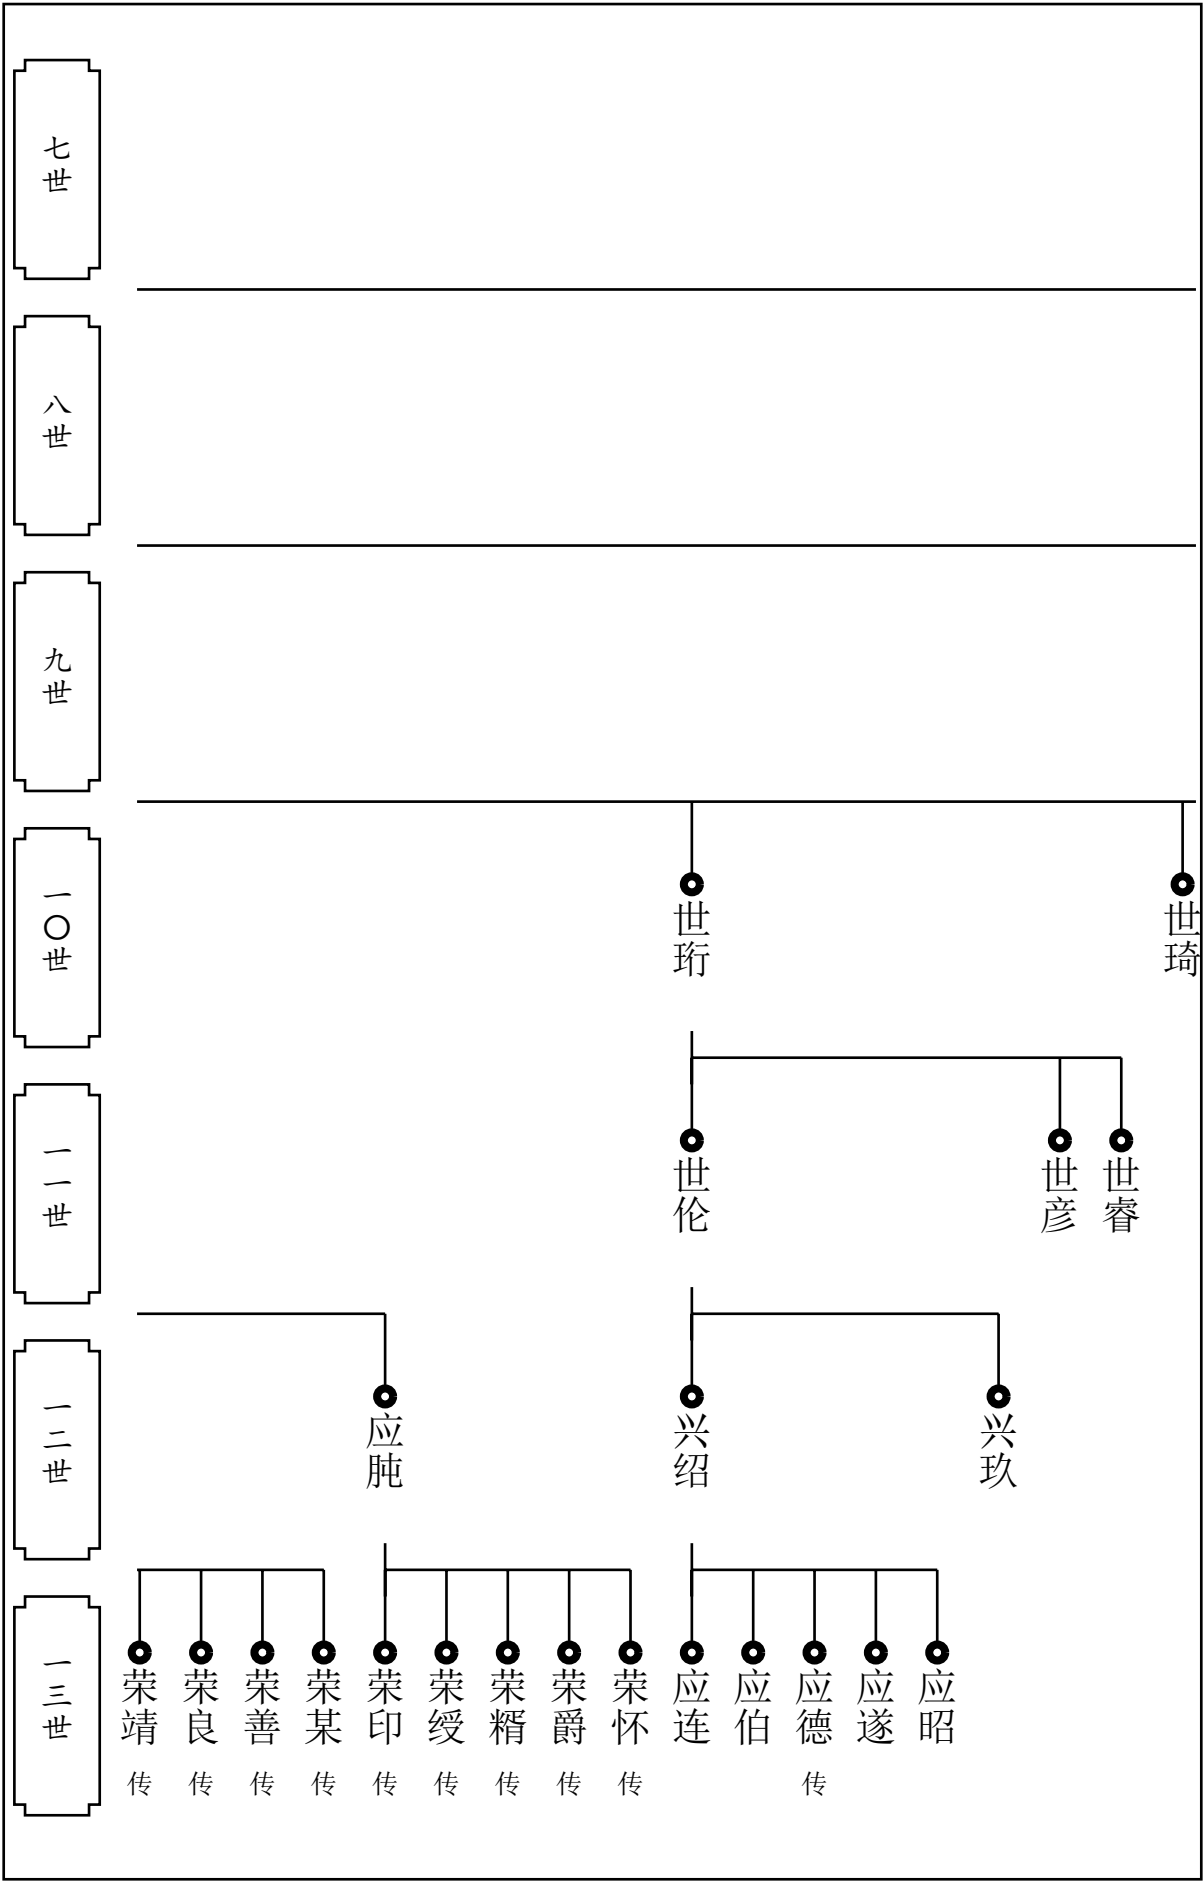 七世
八世
九世
一〇世
世珩
世琦
一一世
世伦
世彦
世睿
一二世
应肫
兴绍
兴玖
一三世
荣靖
传
荣良
传
荣善
传
荣某
传
荣印
传
荣绶
传
荣糈
传
荣爵
传
荣怀
传
应连
应伯
应德
传
应遂
应昭